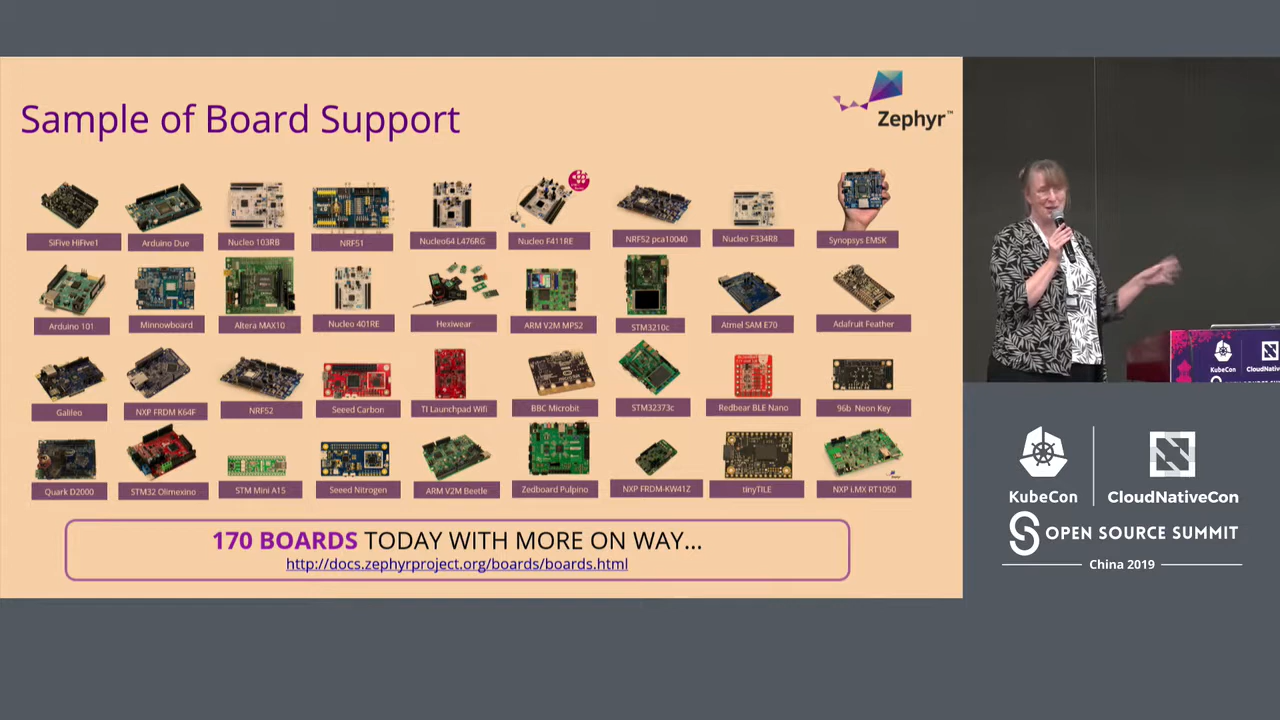 Sample of Board Support
Zephyr™
SiFive HiFive1
Arduino Due
Nucleo 103RB
NRF51
Nucleo64 L476RG
Nucleo F411RE
NRF52 pca10040
Nucleo F334R8
Synopsys EMSK
Arduino 101
Minnowboard
Altera MAX10
Nucleo 401RE
Hexiwear
ARM V2M MPS2
STM3210c
Atmel SAM E70
Adafruit Feather
Galileo
NXP FRDM K64F
NRF52
Seeed Carbon
TI Launchpad Wifi
BBC Microbit
STM32373c
Redbear BLE Nano
96b Neon Key
Quark D2000
STM32 Olimexino
STM Mini A15
Seeed Nitrogen
ARM V2M Beetle
Zedboard Pulpino
NXP FRDM-KW41Z
tinyTILE
NXP i.MX RT1050
170 BOARDS TODAY WITH MORE ON WAY...
http://docs.zephyrproject.org/boards/boards.html
KubeCon
CloudNativeCon
KubeCon
CloudNativeCon
OPEN SOURCE SUMMIT
China 2019